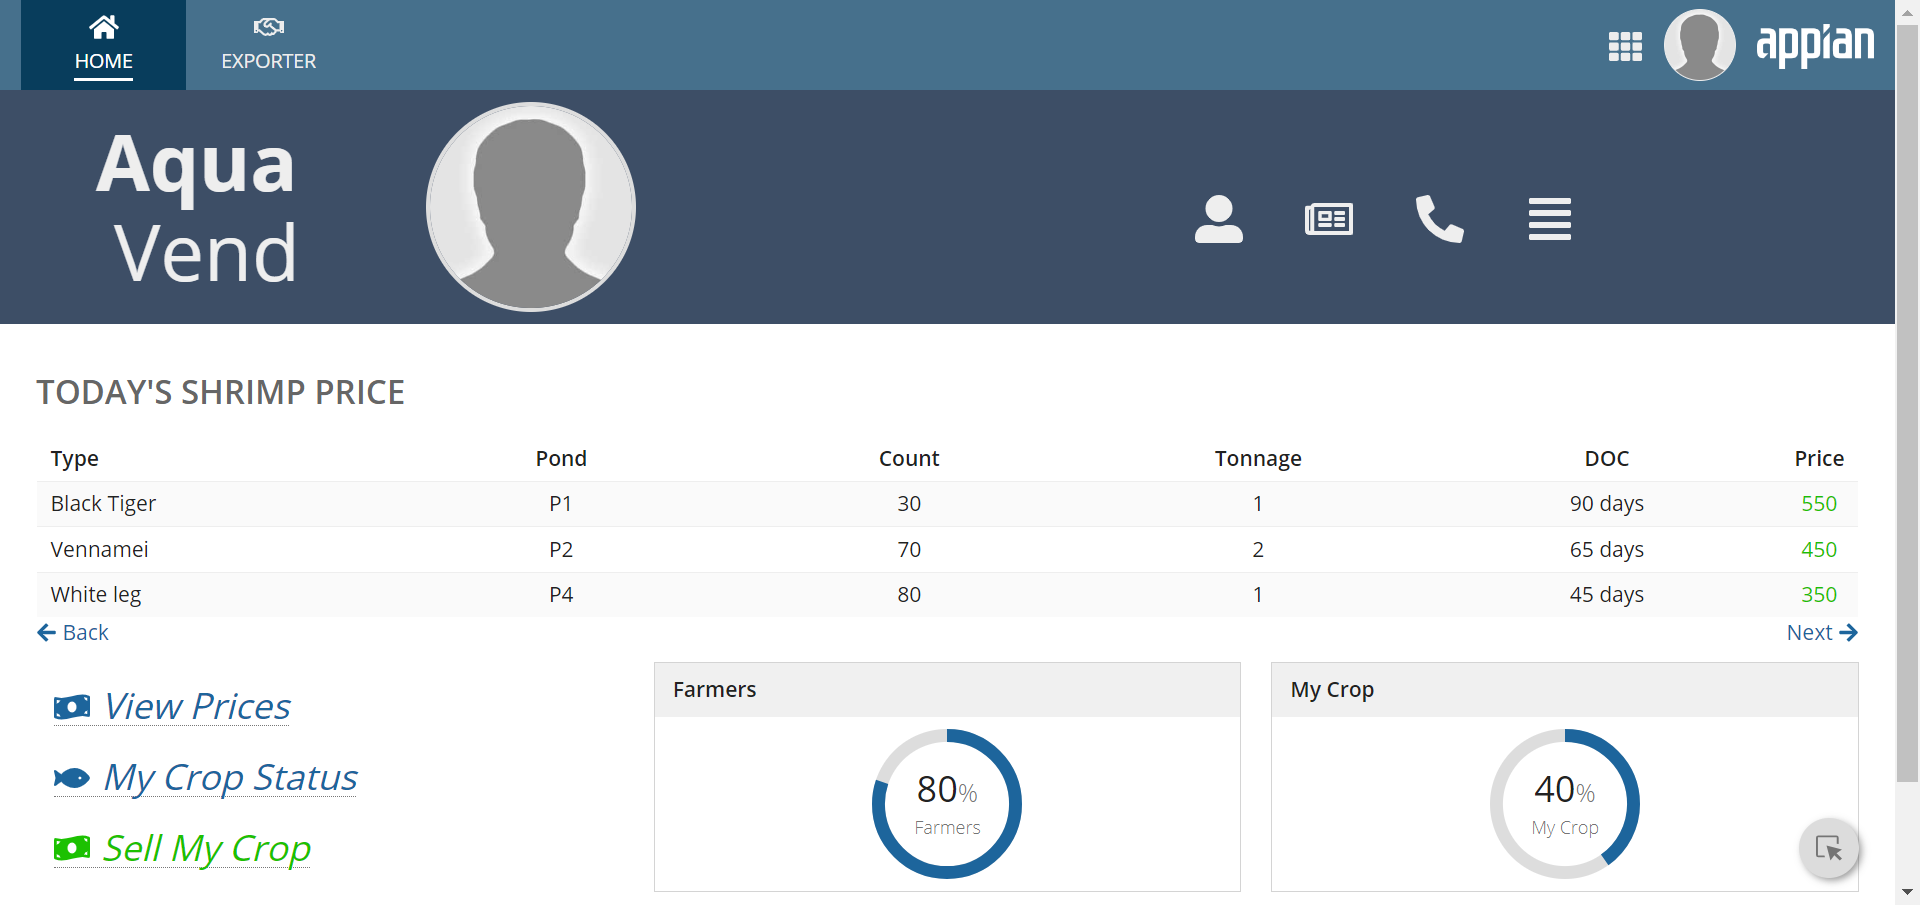 HOME
EXPORTER
appian
Aqua
Vend
TODAY'S SHRIMP PRICE
Type Pond Count Tonnage DOC Price
Black Tiger P1 30 1 90 days 550
Vennamei P2 70 2 65 days 450
White leg P4 80 1 45 days 350
Back Next
View Prices
My Crop Status
Sell My Crop
Farmers
80%
Farmers
My Crop
40%
My Crop